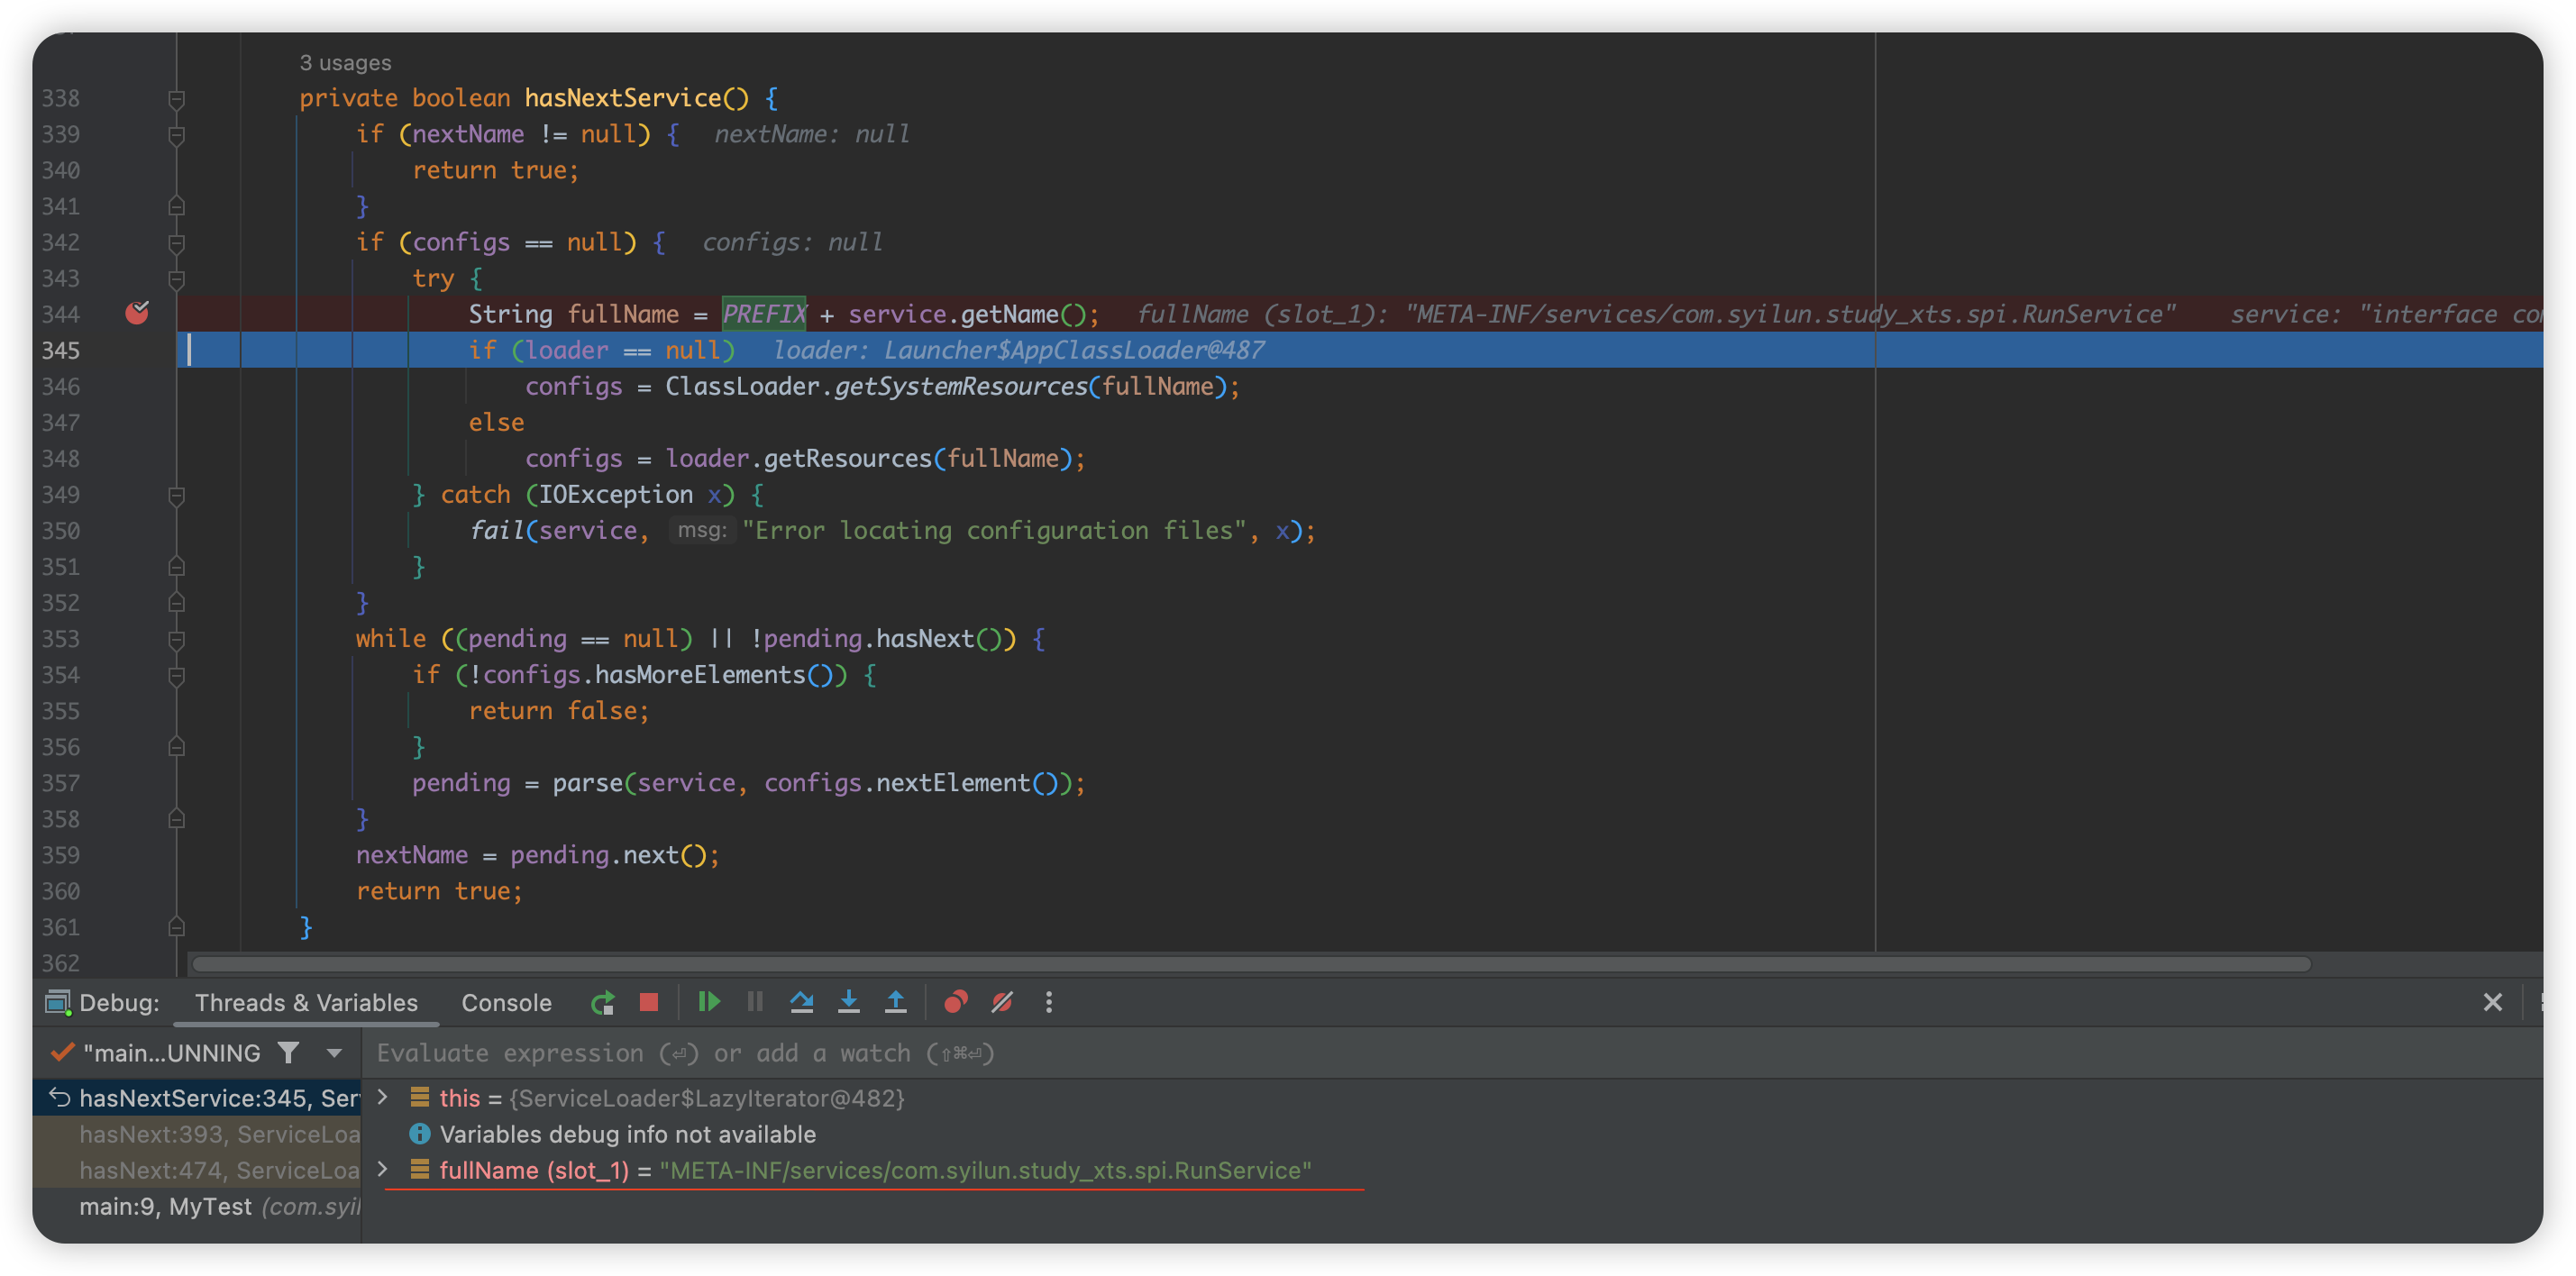 3 usages
338 private boolean hasNextService() {
339 if (nextName != null) { nextName: null
340 return true;
341 }
342 if (configs == null) { configs: null
343 try {
344 String fullName = PREFIX + service.getName(); fullName (slot_1): "META-INF/services/com.syilun.study_xts.spi.RunService" service: "interface
345 if (loader == null) loader: Launcher$AppClassLoader@487
346 configs = ClassLoader.getSystemResources(fullName);
347 else
348 configs = loader.getResources(fullName);
349 } catch (IOException x) {
350 fail(service, msg: "Error locating configuration files", x);
351 }
352 }
353 while ((pending == null) || !pending.hasNext()) {
354 if (!configs.hasMoreElements()) {
355 return false;
356 }
357 pending = parse(service, configs.nextElement());
358 }
359 nextName = pending.next();
360 return true;
361 }
362
Debug: Threads & Variables Console
"main...UNNING Evaluate expression (⏎) or add a watch (⇧⌘⏎)
hasNextService:345, Ser this = {ServiceLoader$LazyIterator@482}
hasNext:393, ServiceLoa Variables debug info not available
hasNext:474, ServiceLoa fullName (slot_1) = "META-INF/services/com.syilun.study_xts.spi.RunService"
main:9, MyTest (com.syil